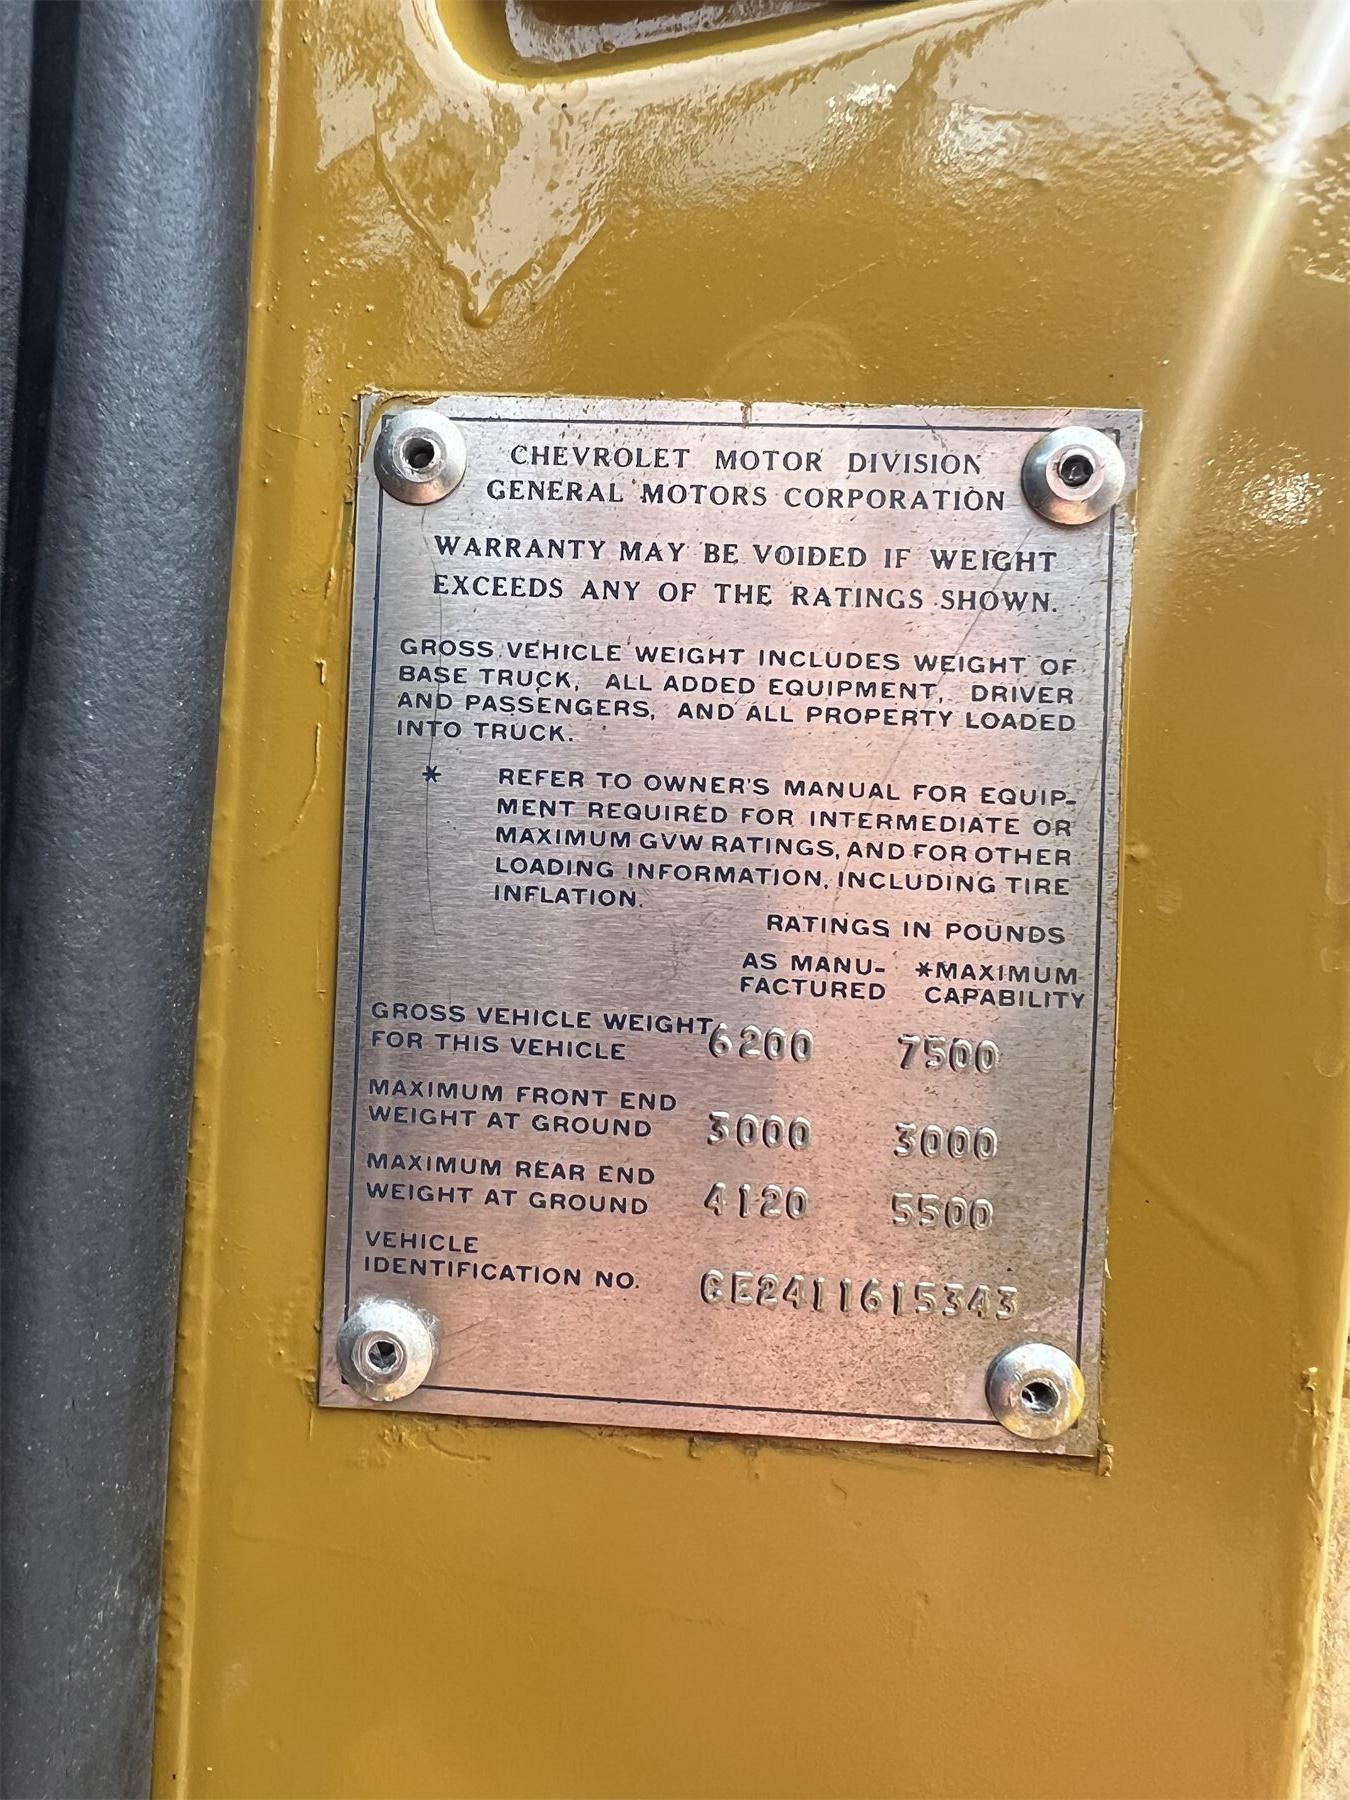 CHEVROLET MOTOR DIVISION
GENERAL MOTORS CORPORATION
WARRANTY MAY BE VOIDED IF WEIGHT
EXCEEDS ANY OF THE RATINGS SHOWN.
GROSS VEHICLE WEIGHT INCLUDES WEIGHT OF
BASE TRUCK, ALL ADDED EQUIPMENT, DRIVER
AND PASSENGERS, AND ALL PROPERTY LOADED
INTO TRUCK.
* REFER TO OWNER'S MANUAL FOR EQUIP-
MENT REQUIRED FOR INTERMEDIATE OR
MAXIMUM GVW RATINGS, AND FOR OTHER
LOADING INFORMATION, INCLUDING TIRE
INFLATION.
RATINGS IN POUNDS
AS MANU- *MAXIMUM
FACTURED CAPABILITY
GROSS VEHICLE WEIGHT
FOR THIS VEHICLE 6200 7500
MAXIMUM FRONT END
WEIGHT AT GROUND 3000 3000
MAXIMUM REAR END
WEIGHT AT GROUND 4120 5500
VEHICLE
IDENTIFICATION NO. CE2411615343